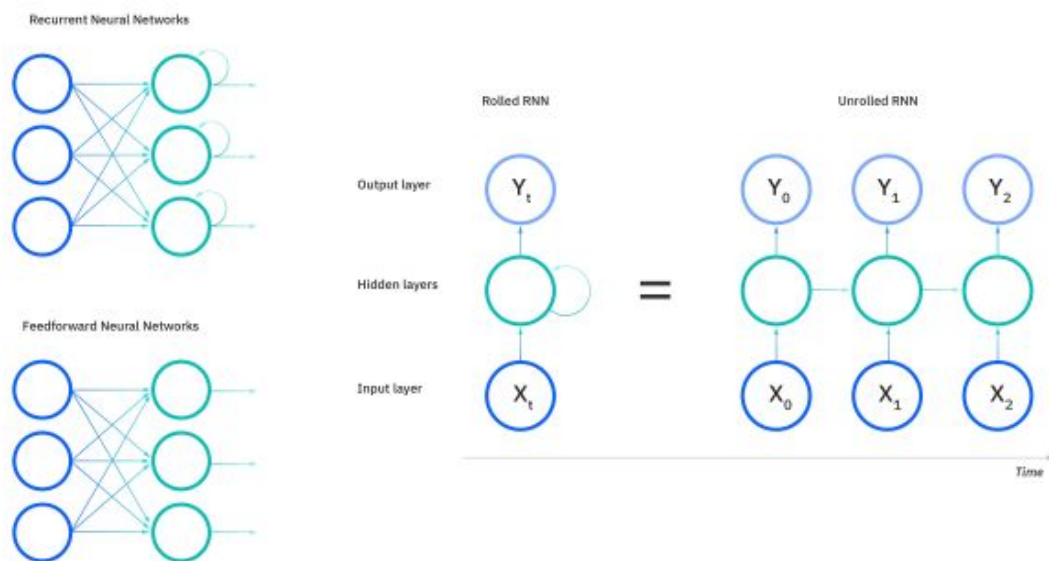 Recurrent Neural Networks
Feedforward Neural Networks
Rolled RNN
Unrolled RNN
Output layer
Yt
Y0
Y1
Y2
Hidden layers
=
Input layer
Xt
X0
X1
X2
Time